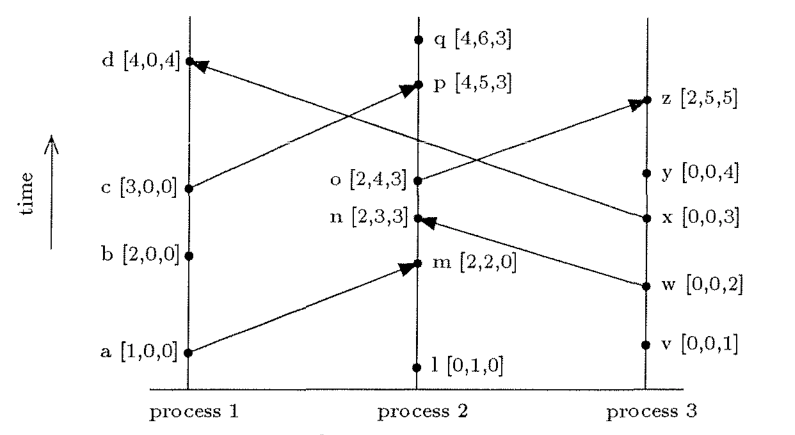 q [4,6,3]
d [4,0,4]
p [4,5,3]
z [2,5,5]
y [0,0,4]
o [2,4,3]
c [3,0,0]
time
n [2,3,3]
x [0,0,3]
b [2,0,0]
m [2,2,0]
w [0,0,2]
a [1,0,0]
v [0,0,1]
l [0,1,0]
process 1
process 2
process 3